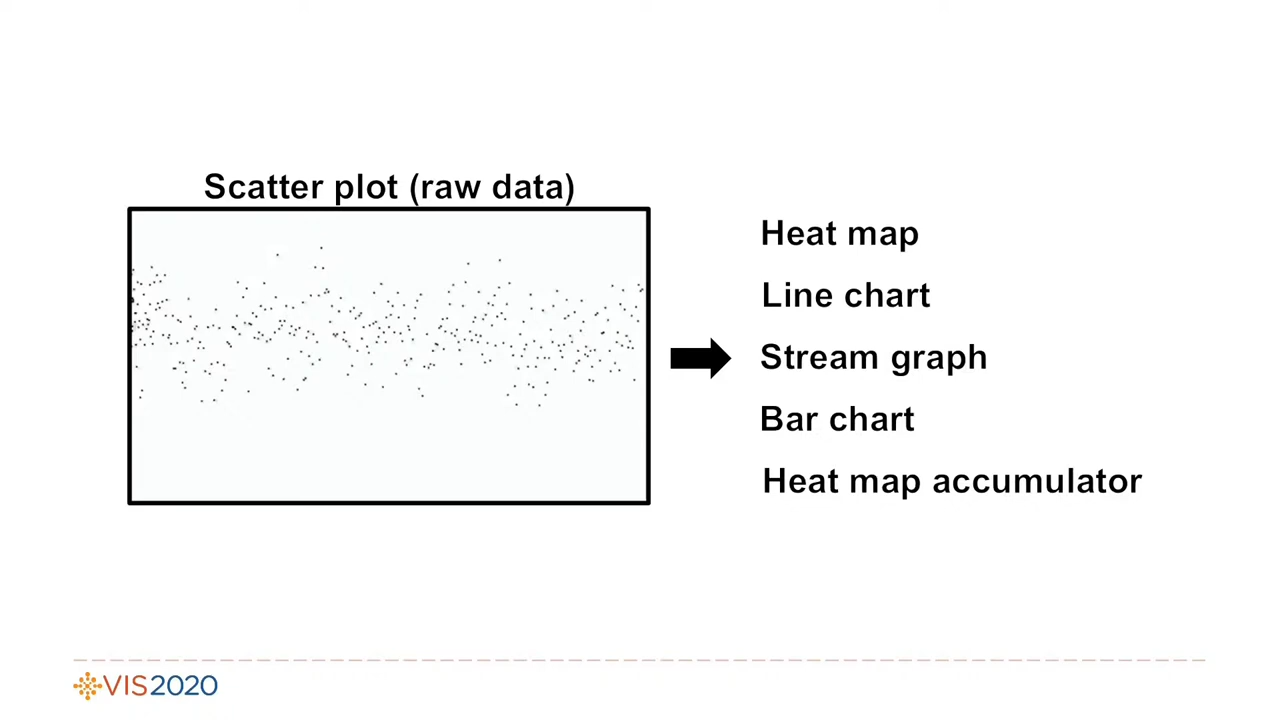 Scatter plot (raw data)
Heat map
Line chart
Stream graph
Bar chart
Heat map accumulator
VIS2020